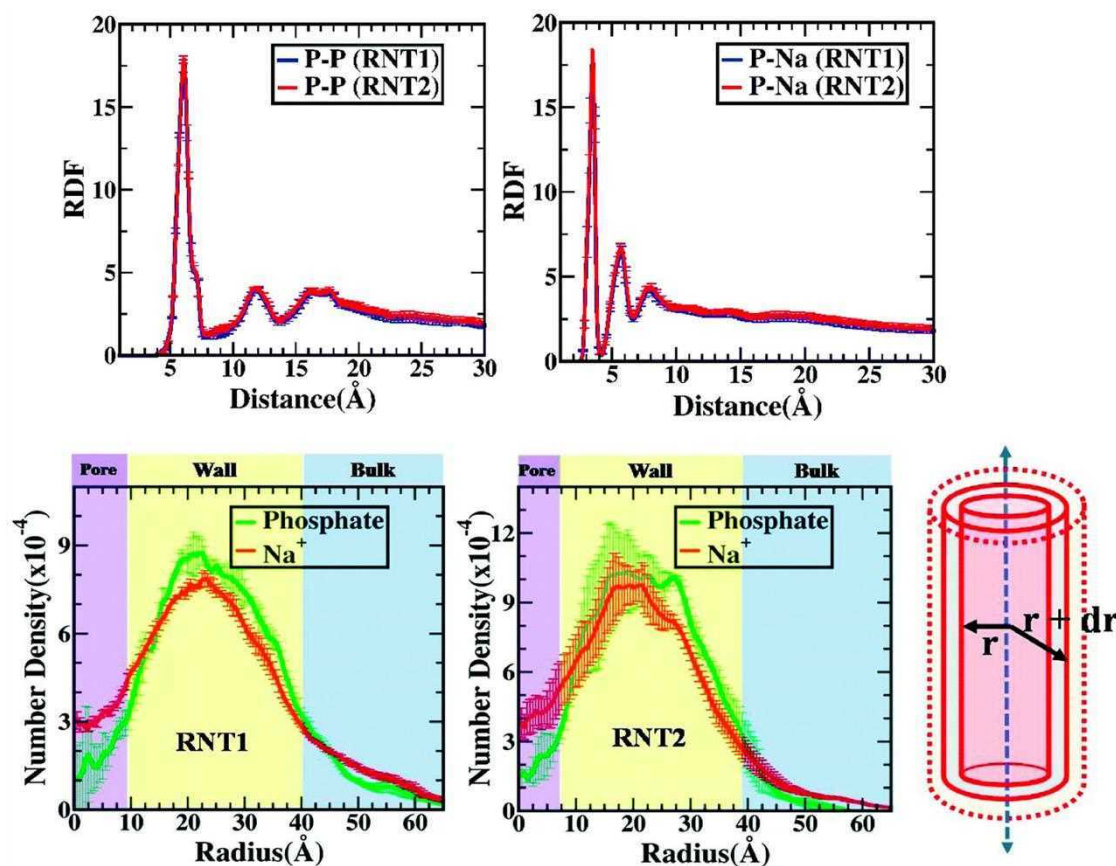 20
15
10
5
0
RDF
P-P (RNT1)
P-P (RNT2)
5 10 15 20 25 30
Distance(Å)
20
15
10
5
0
RDF
P-Na (RNT1)
P-Na (RNT2)
5 10 15 20 25 30
Distance(Å)
Pore Wall Bulk
Number Density(x10-4)
9
6
3
0
Phosphate
Na+
RNT1
0 10 20 30 40 50 60
Radius(Å)
Pore Wall Bulk
Number Density(x10-4)
12
9
6
3
0
Phosphate
Na+
RNT2
0 10 20 30 40 50 60
Radius(Å)
r
r + dr